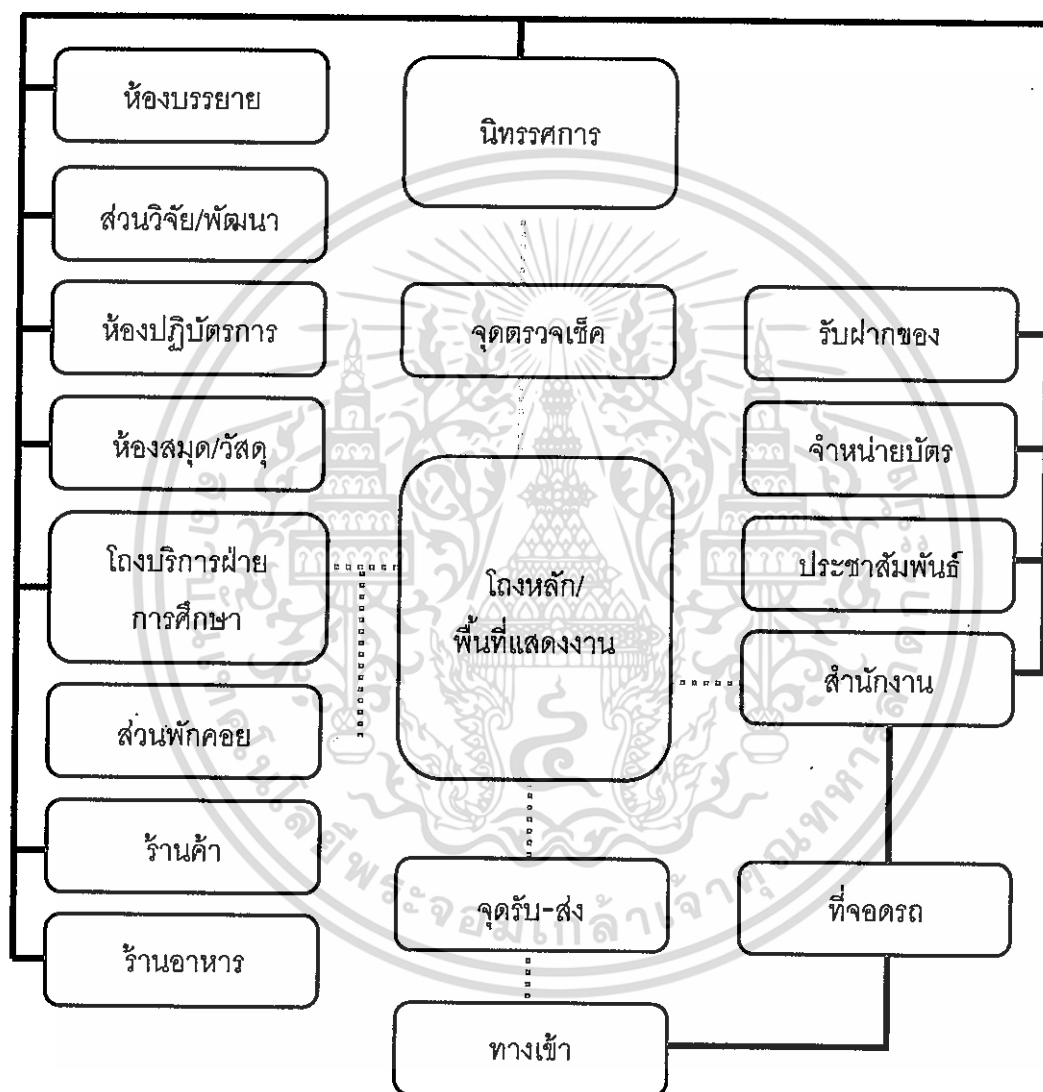 ห้องบรรยาย
ส่วนวิจัย/พัฒนา
ห้องปฏิบัตรการ
ห้องสมุด/วัสดุ
โถงบริการฝ่าย
การศึกษา
ส่วนพักคอย
ร้านค้า
ร้านอาหาร
นิทรรศการ
จุดตรวจเช็ค
โถงหลัก/
พื้นที่แสดงงาน
จุดรับ-ส่ง
ทางเข้า
รับฝากของ
จำหน่ายบัตร
ประชาสัมพันธ์
สำนักงาน
ที่จอดรถ